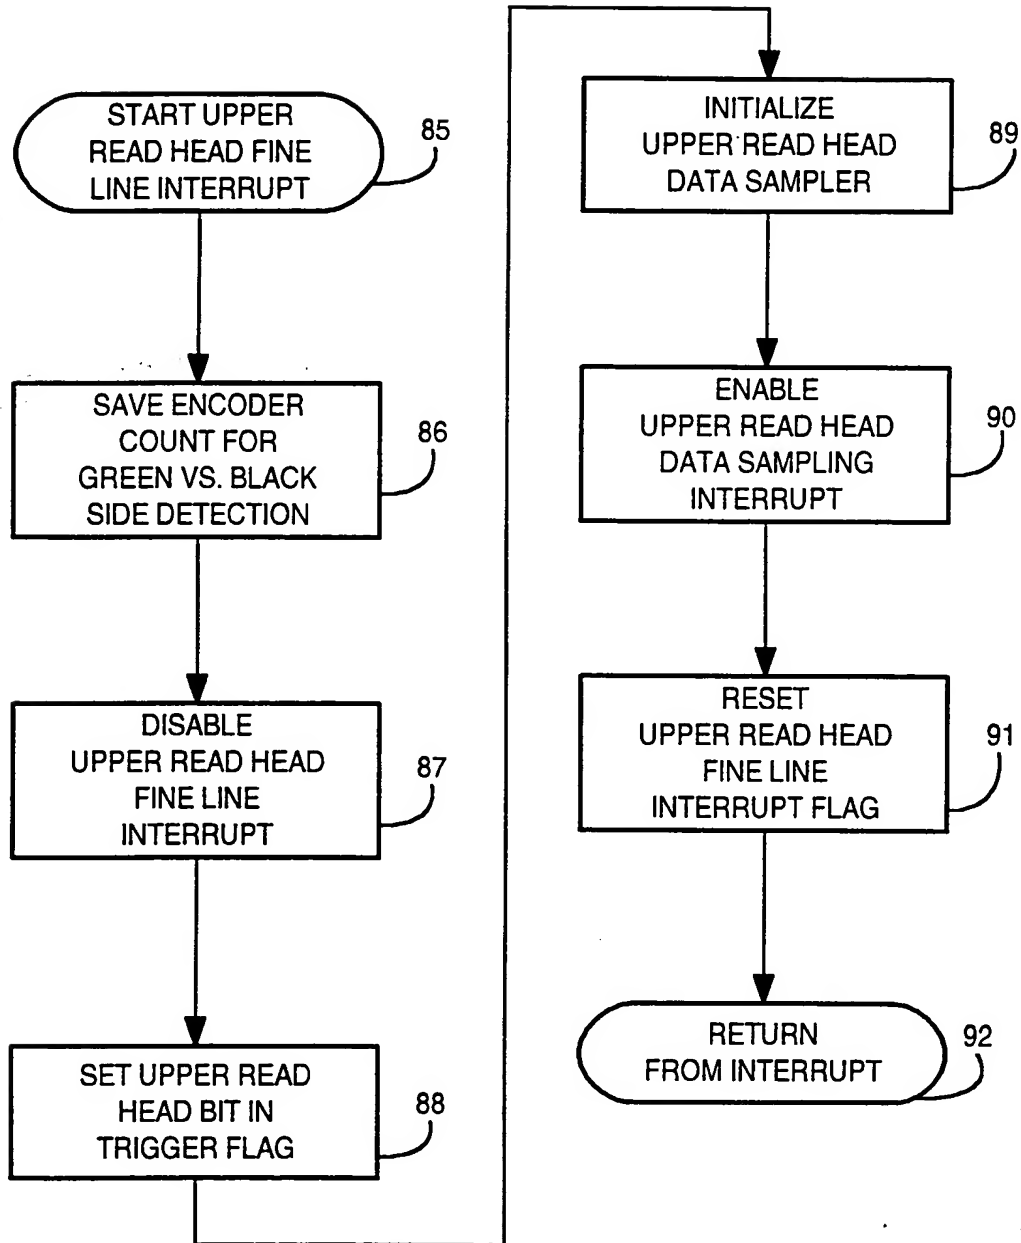 START UPPER
READ HEAD FINE
LINE INTERRUPT
85
SAVE ENCODER
COUNT FOR
GREEN VS. BLACK
SIDE DETECTION
86
DISABLE
UPPER READ HEAD
FINE LINE
INTERRUPT
87
SET UPPER READ
HEAD BIT IN
TRIGGER FLAG
88
INITIALIZE
UPPER READ HEAD
DATA SAMPLER
89
ENABLE
UPPER READ HEAD
DATA SAMPLING
INTERRUPT
90
RESET
UPPER READ HEAD
FINE LINE
INTERRUPT FLAG
91
RETURN
FROM INTERRUPT
92